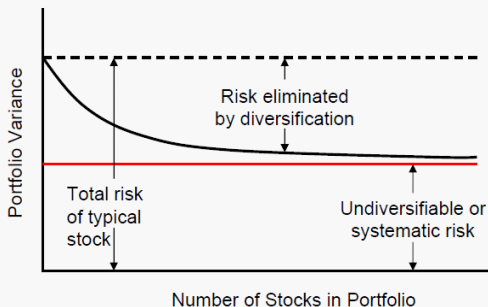 Portfolio Variance
Risk eliminated
by diversification
Total risk
of typical
stock
Undiversifiable or
systematic risk
Number of Stocks in Portfolio